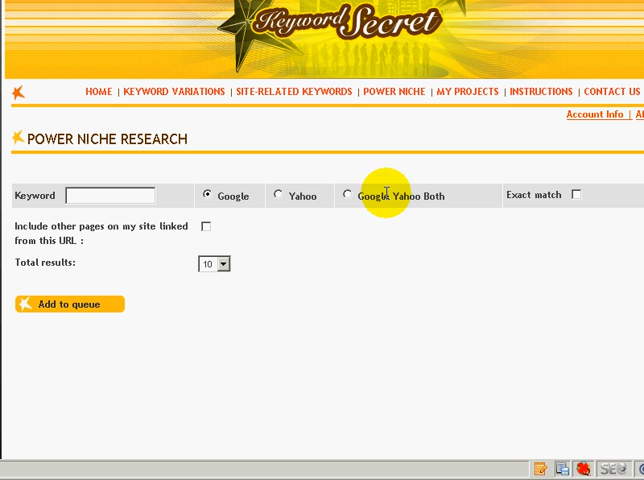 Keyword Secret
HOME | KEYWORD VARIATIONS | SITE-RELATED KEYWORDS | POWER NICHE | MY PROJECTS | INSTRUCTIONS | CONTACT US
Account Info |
POWER NICHE RESEARCH
Keyword Google Yahoo Google Yahoo Both Exact match
Include other pages on my site linked
from this URL :
Total results: 10
Add to queue
SEO